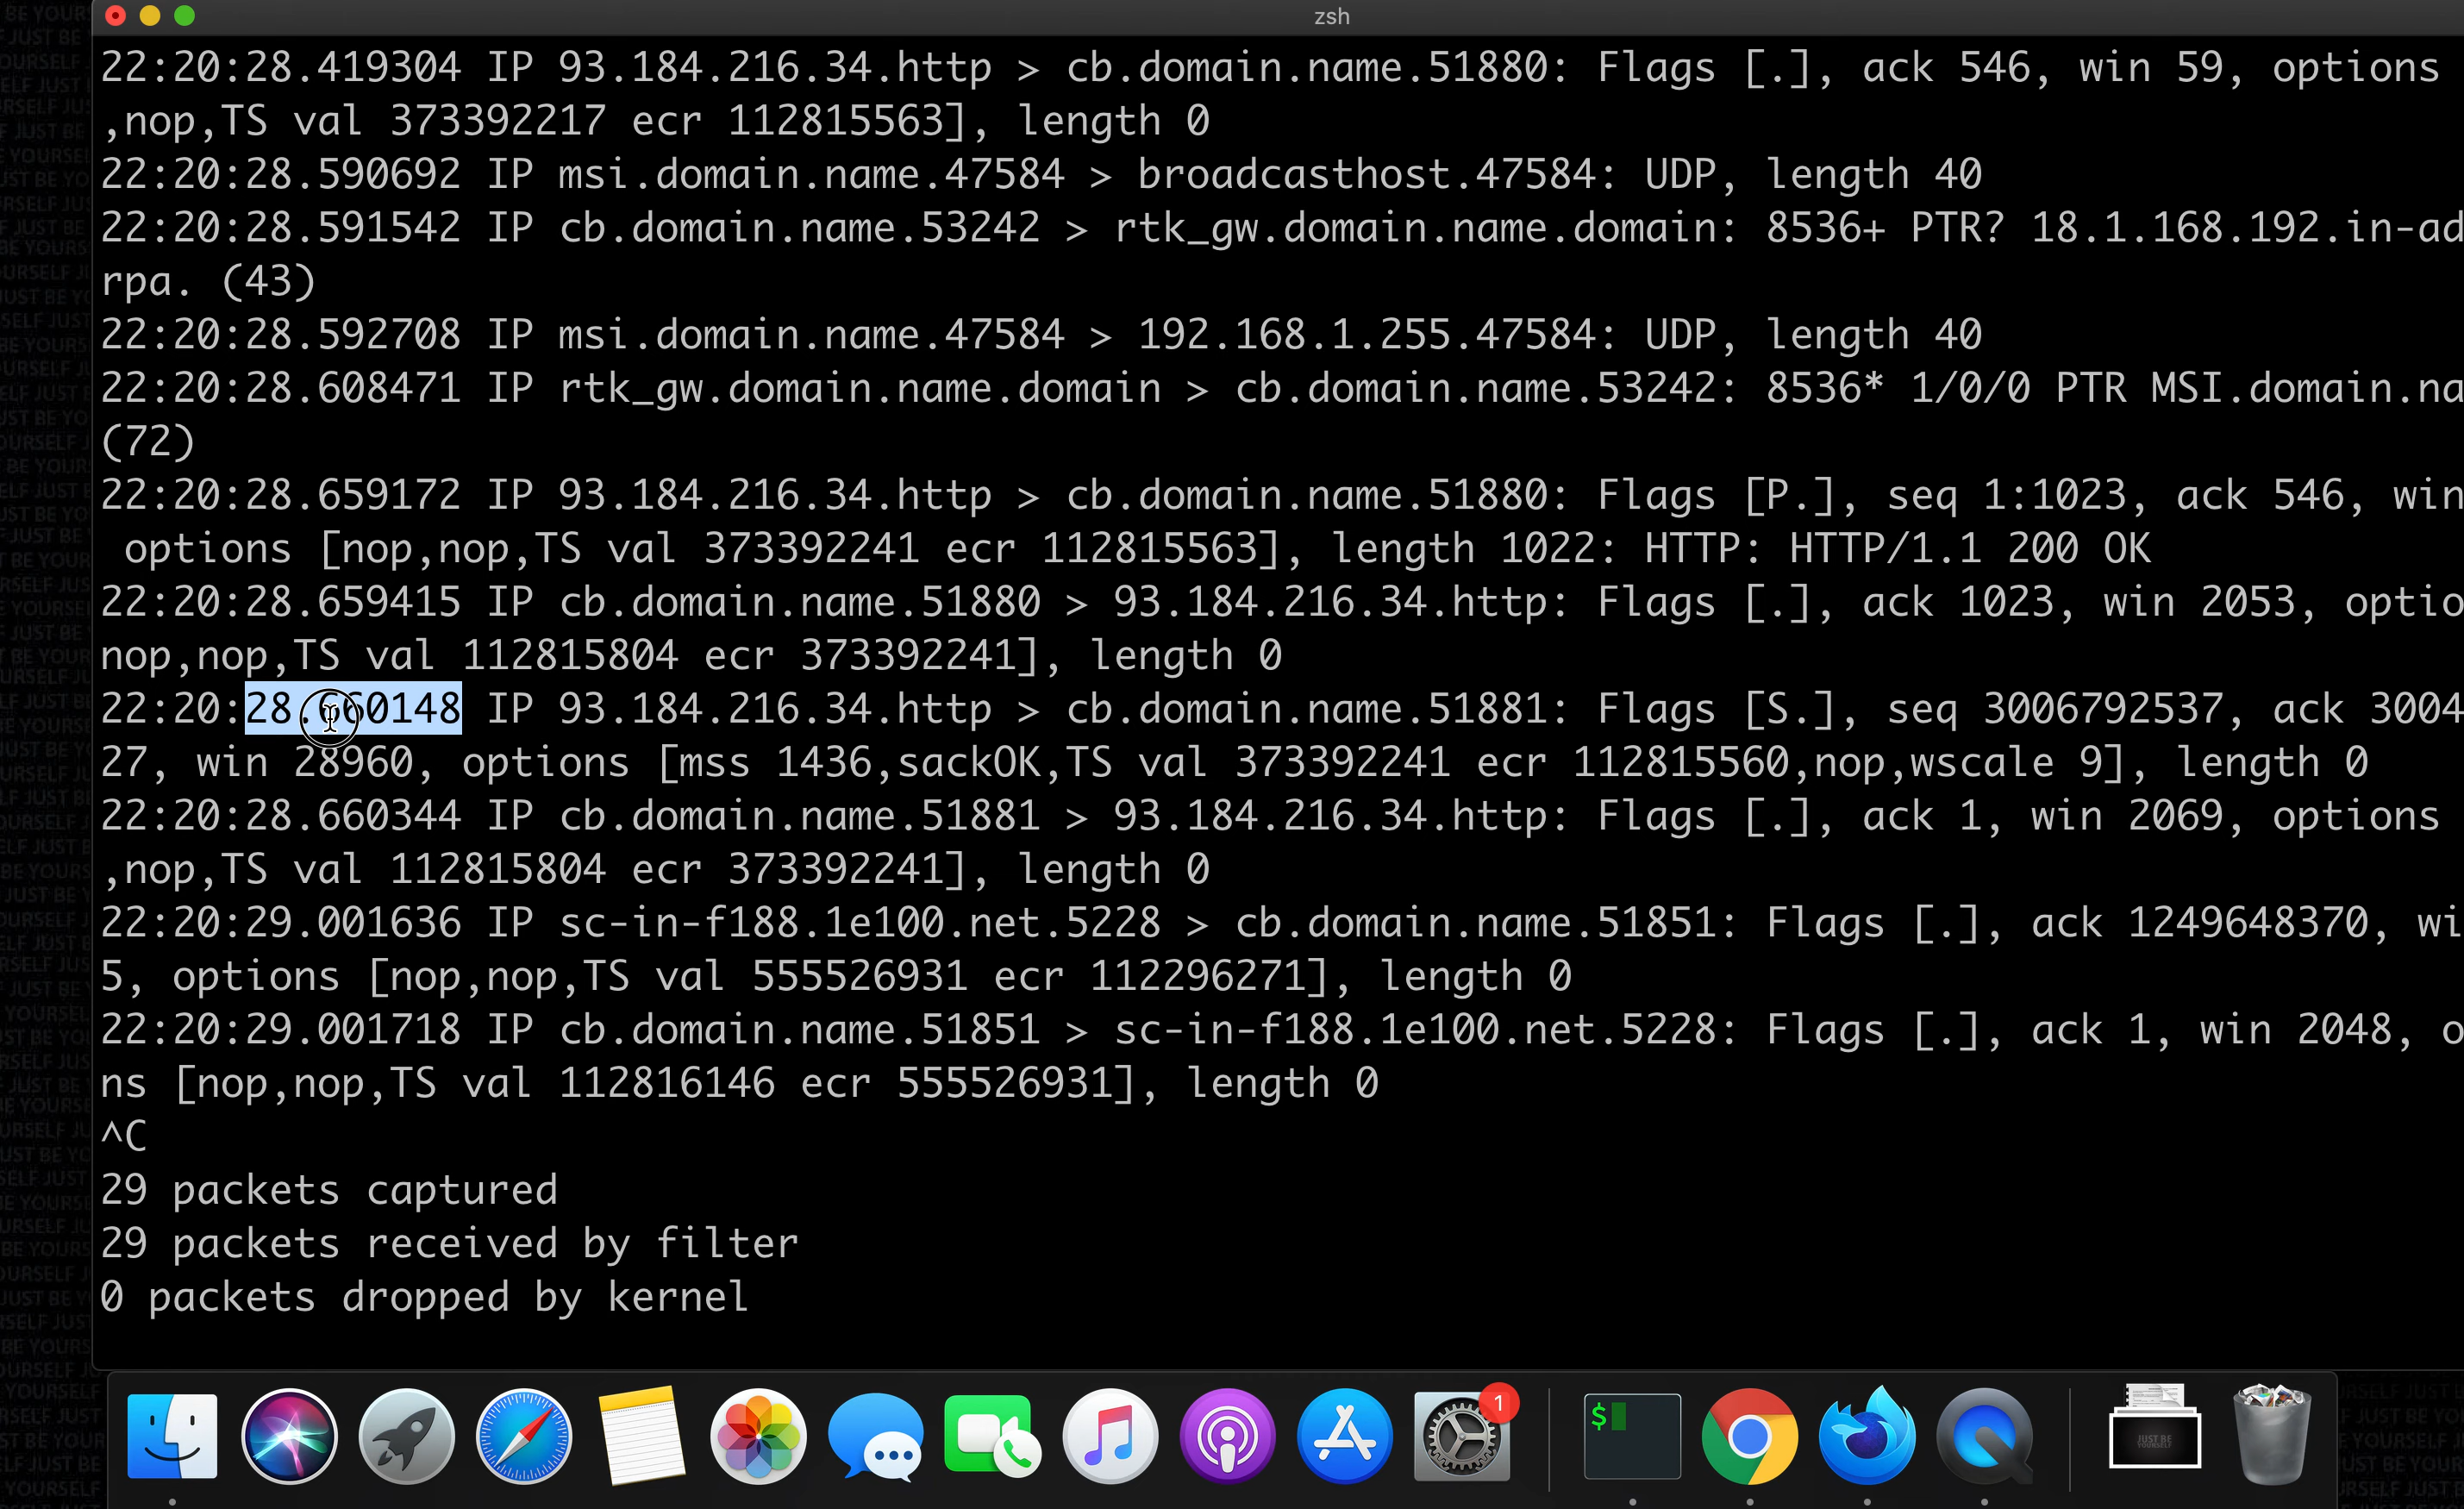 zsh
22:20:28.419304 IP 93.184.216.34.http > cb.domain.name.51880: Flags [.], ack 546, win 59, options
,nop,TS val 373392217 ecr 112815563], length 0
22:20:28.590692 IP msi.domain.name.47584 > broadcasthost.47584: UDP, length 40
22:20:28.591542 IP cb.domain.name.53242 > rtk_gw.domain.name.domain: 8536+ PTR? 18.1.168.192.in-ad
rpa. (43)
22:20:28.592708 IP msi.domain.name.47584 > 192.168.1.255.47584: UDP, length 40
22:20:28.608471 IP rtk_gw.domain.name.domain > cb.domain.name.53242: 8536* 1/0/0 PTR MSI.domain.na
(72)
22:20:28.659172 IP 93.184.216.34.http > cb.domain.name.51880: Flags [P.], seq 1:1023, ack 546, win
options [nop,nop,TS val 373392241 ecr 112815563], length 1022: HTTP: HTTP/1.1 200 OK
22:20:28.659415 IP cb.domain.name.51880 > 93.184.216.34.http: Flags [.], ack 1023, win 2053, optio
nop,nop,TS val 112815804 ecr 373392241], length 0
22:20:28.660148 IP 93.184.216.34.http > cb.domain.name.51881: Flags [S.], seq 3006792537, ack 3004
27, win 28960, options [mss 1436,sackOK,TS val 373392241 ecr 112815560,nop,wscale 9], length 0
22:20:28.660344 IP cb.domain.name.51881 > 93.184.216.34.http: Flags [.], ack 1, win 2069, options
,nop,TS val 112815804 ecr 373392241], length 0
22:20:29.001636 IP sc-in-f188.1e100.net.5228 > cb.domain.name.51851: Flags [.], ack 1249648370, wi
5, options [nop,nop,TS val 555526931 ecr 112296271], length 0
22:20:29.001718 IP cb.domain.name.51851 > sc-in-f188.1e100.net.5228: Flags [.], ack 1, win 2048, o
ns [nop,nop,TS val 112816146 ecr 555526931], length 0
^C
29 packets captured
29 packets received by filter
0 packets dropped by kernel
1
$
JUST BE
YOURSELF